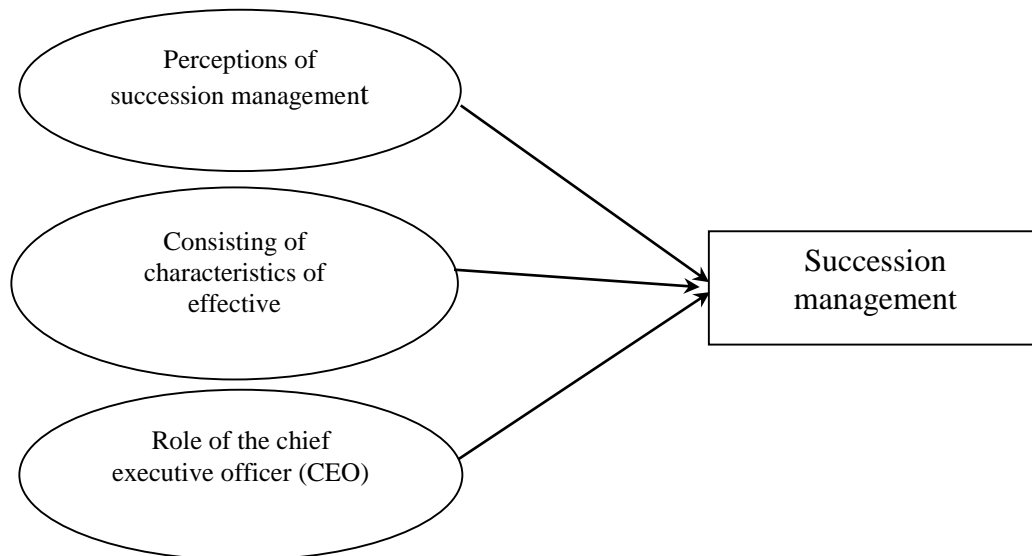 Perceptions of
succession management
Consisting of
characteristics of
effective
Role of the chief
executive officer (CEO)
Succession
management